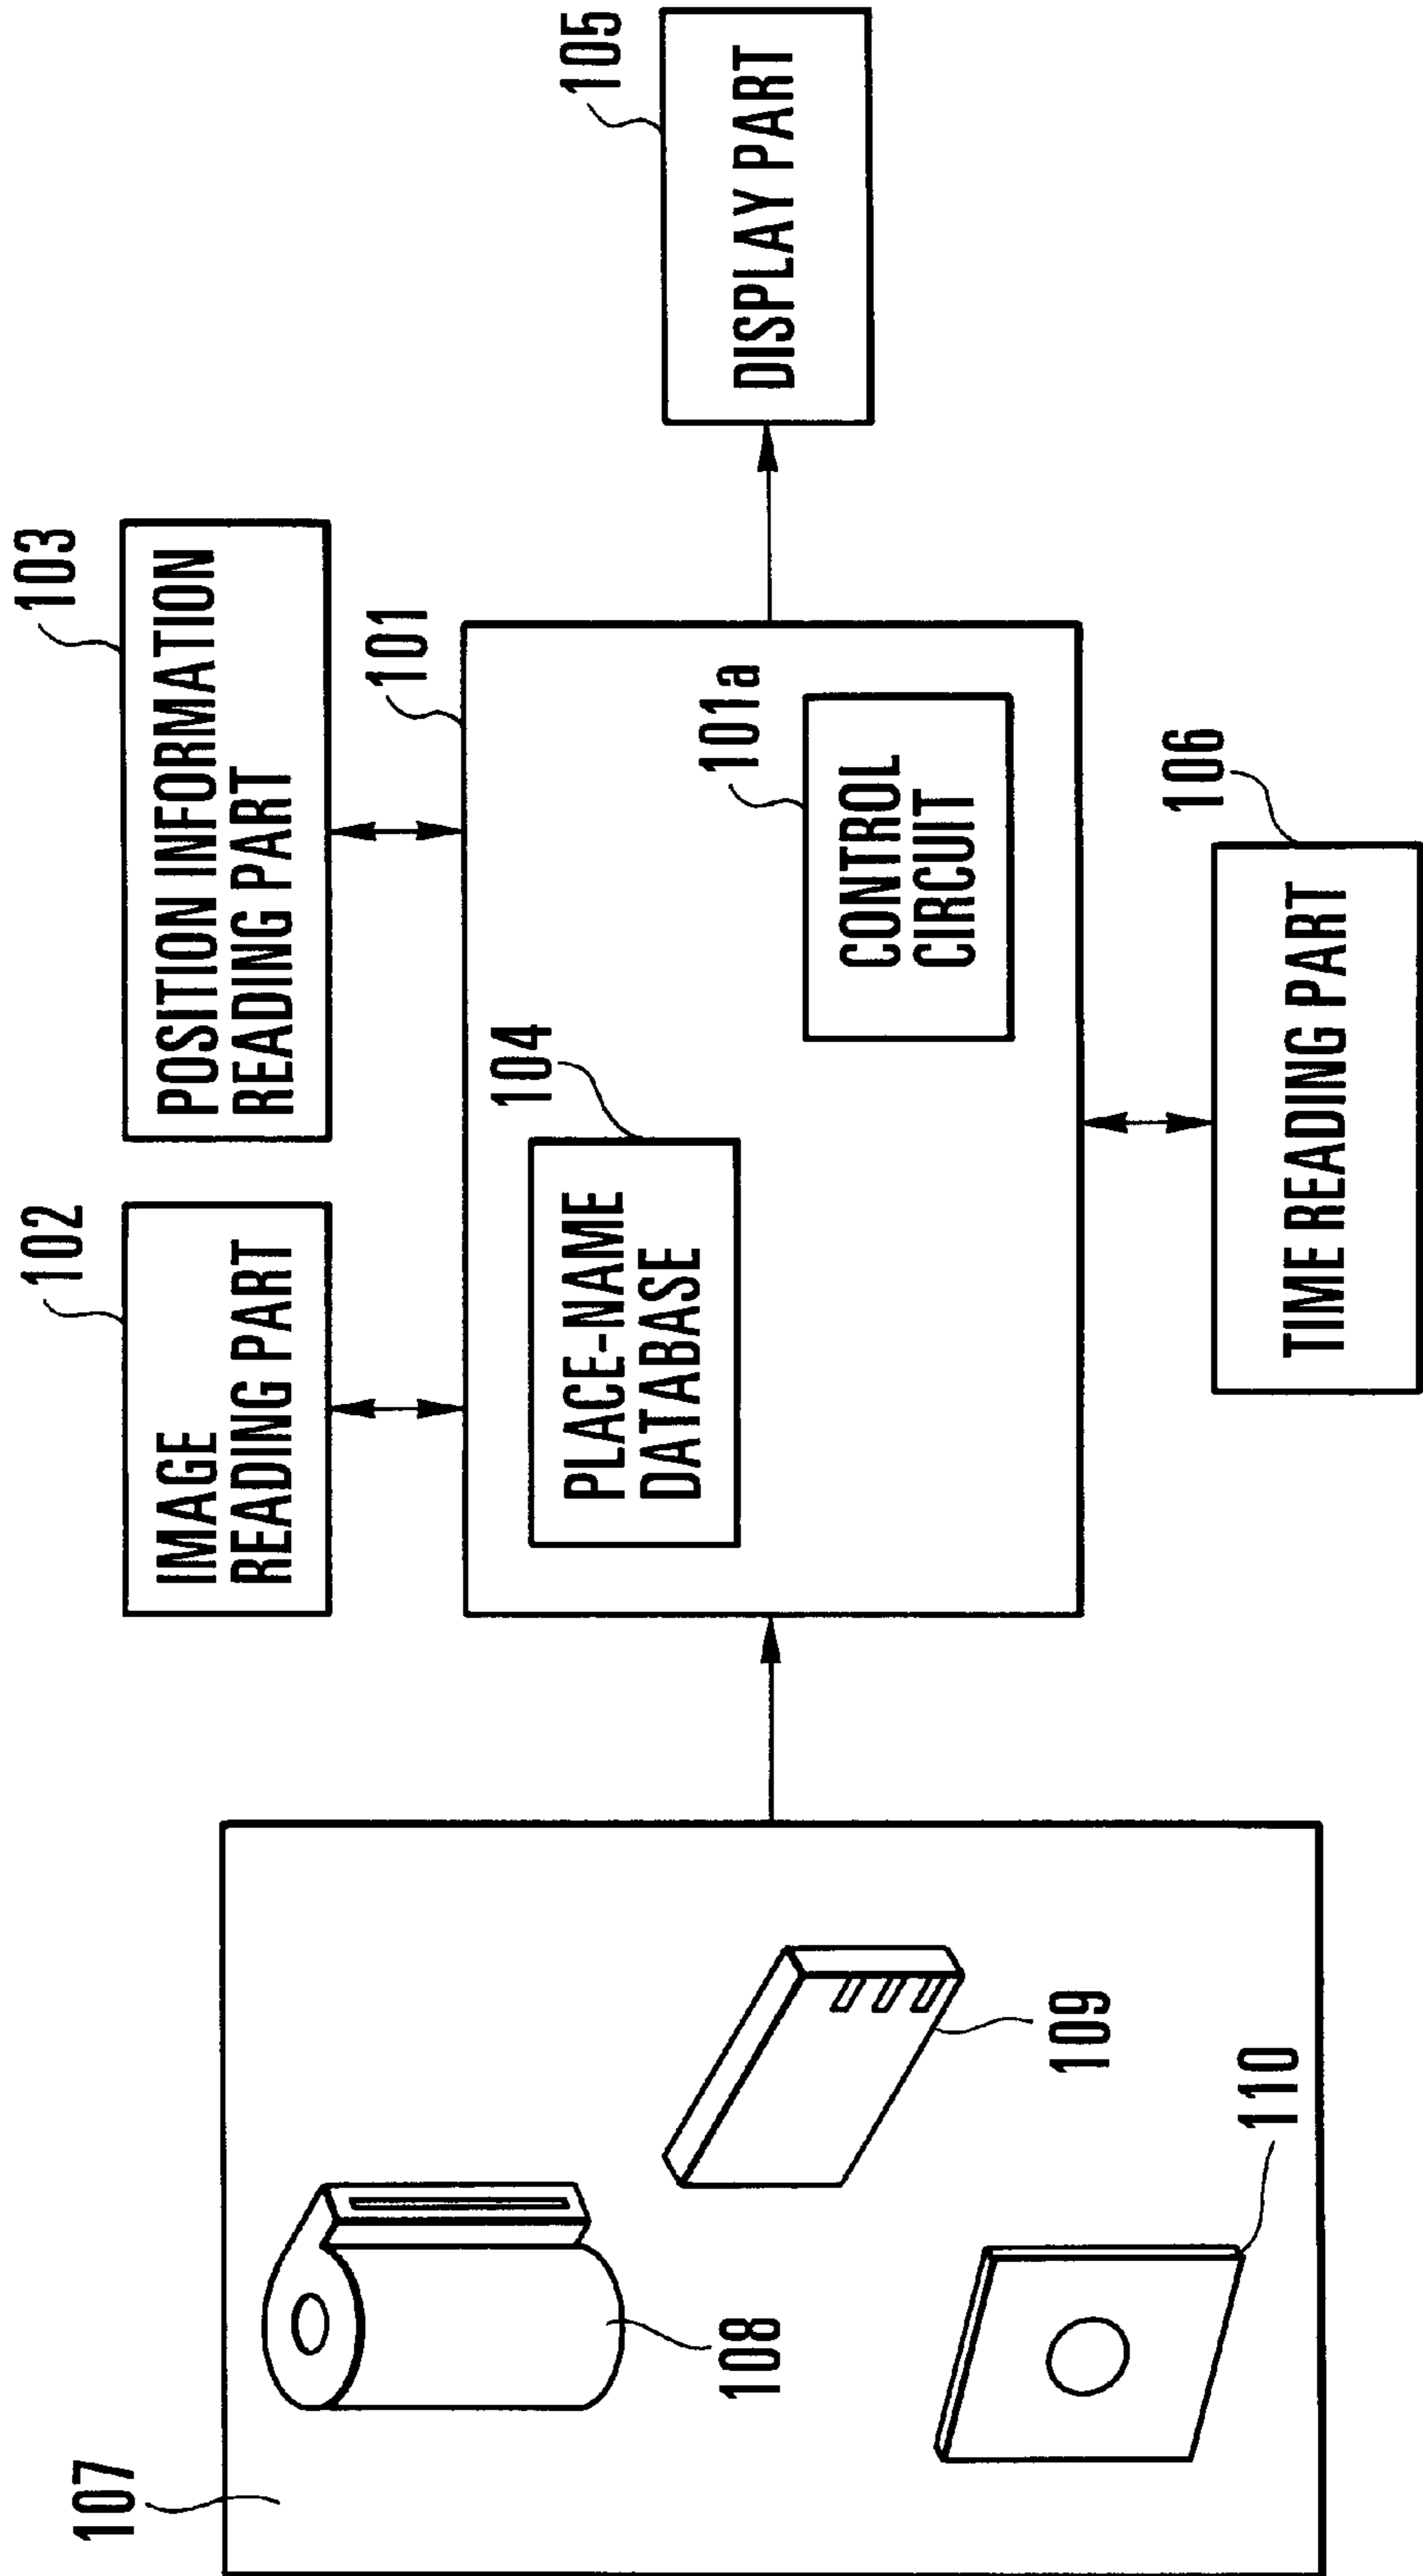 107
108
109
110
102
IMAGE
READING PART
103
POSITION INFORMATION
READING PART
101
104
PLACE-NAME
DATABASE
101a
CONTROL
CIRCUIT
106
TIME READING PART
105
DISPLAY PART